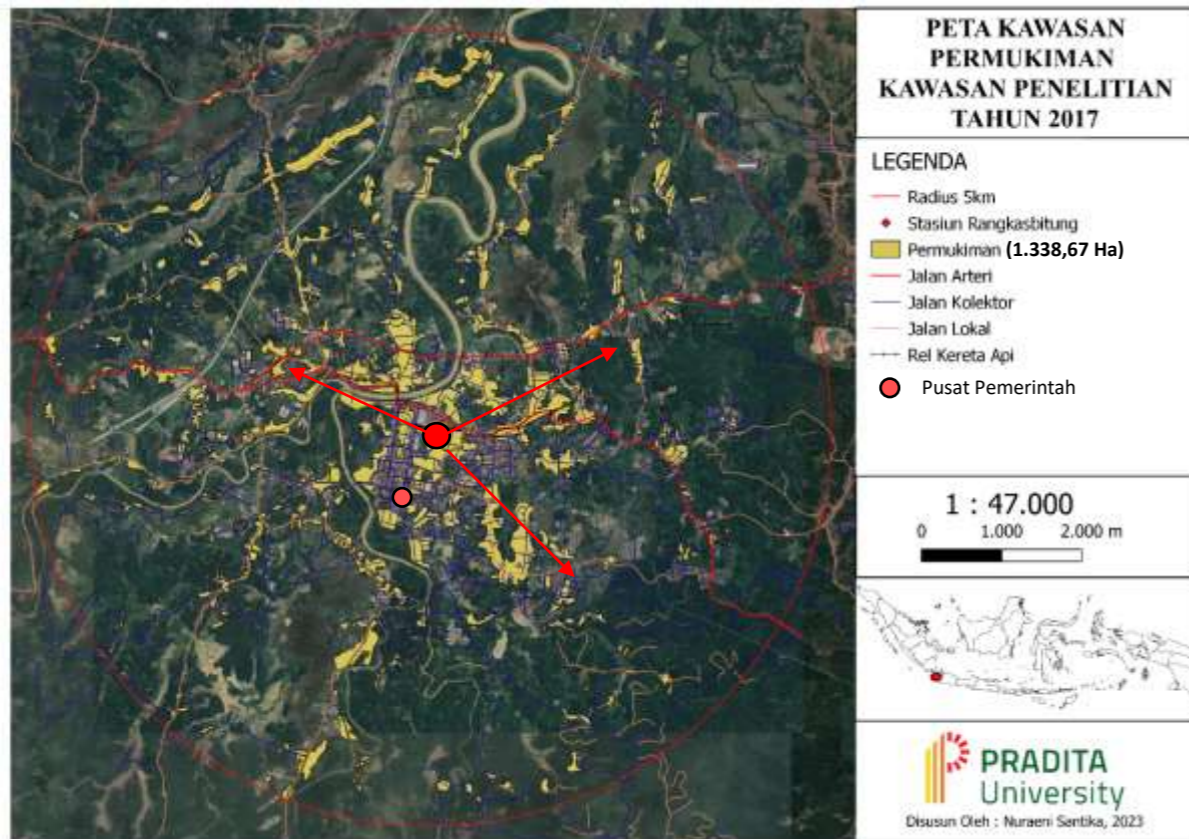 PETA KAWASAN
PERMUKIMAN
KAWASAN PENELITIAN
TAHUN 2017
LEGENDA
Radius 5km
Stasiun Rangkasbitung
Permukiman (1.338,67 Ha)
Jalan Arteri
Jalan Kolektor
Jalan Lokal
Rel Kereta Api
Pusat Pemerintah
1 : 47.000
0 1.000 2.000 m
PRADITA
University
Disusun Oleh : Nuraeni Santika, 2023